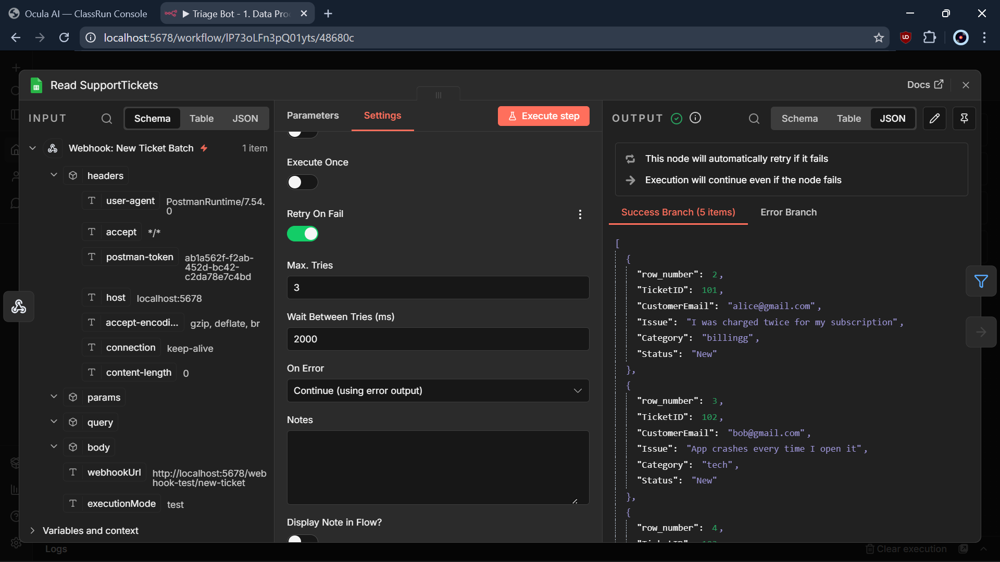 Ocula AI — ClassRun Console
▶ Triage Bot - 1. Data Pro
localhost:5678/workflow/lP73oLFn3pQ01yts/48680c
Read SupportTickets
Docs
INPUT
Schema
Table
JSON
Parameters
Settings
Execute step
OUTPUT
Schema
Table
JSON
Webhook: New Ticket Batch
1 item
headers
user-agent
PostmanRuntime/7.54.
0
accept
*/*
postman-token
ab1a562f-f2ab-
452d-bc42-
c2da78e7c4bd
host
localhost:5678
accept-encodi...
gzip, deflate, br
connection
keep-alive
content-length
0
params
query
body
webhookUrl
http://localhost:5678/web
hook-test/new-ticket
executionMode
test
Variables and context
Execute Once
Retry On Fail
Max. Tries
3
Wait Between Tries (ms)
2000
On Error
Continue (using error output)
Notes
Display Note in Flow?
This node will automatically retry if it fails
Execution will continue even if the node fails
Success Branch (5 items)
Error Branch
[
{
"row_number": 2,
"TicketID": 101,
"CustomerEmail": "alice@gmail.com",
"Issue": "I was charged twice for my subscription",
"Category": "billingg",
"Status": "New"
},
{
"row_number": 3,
"TicketID": 102,
"CustomerEmail": "bob@gmail.com",
"Issue": "App crashes every time I open it",
"Category": "tech",
"Status": "New"
},
{
"row_number": 4,
Logs
Clear execution